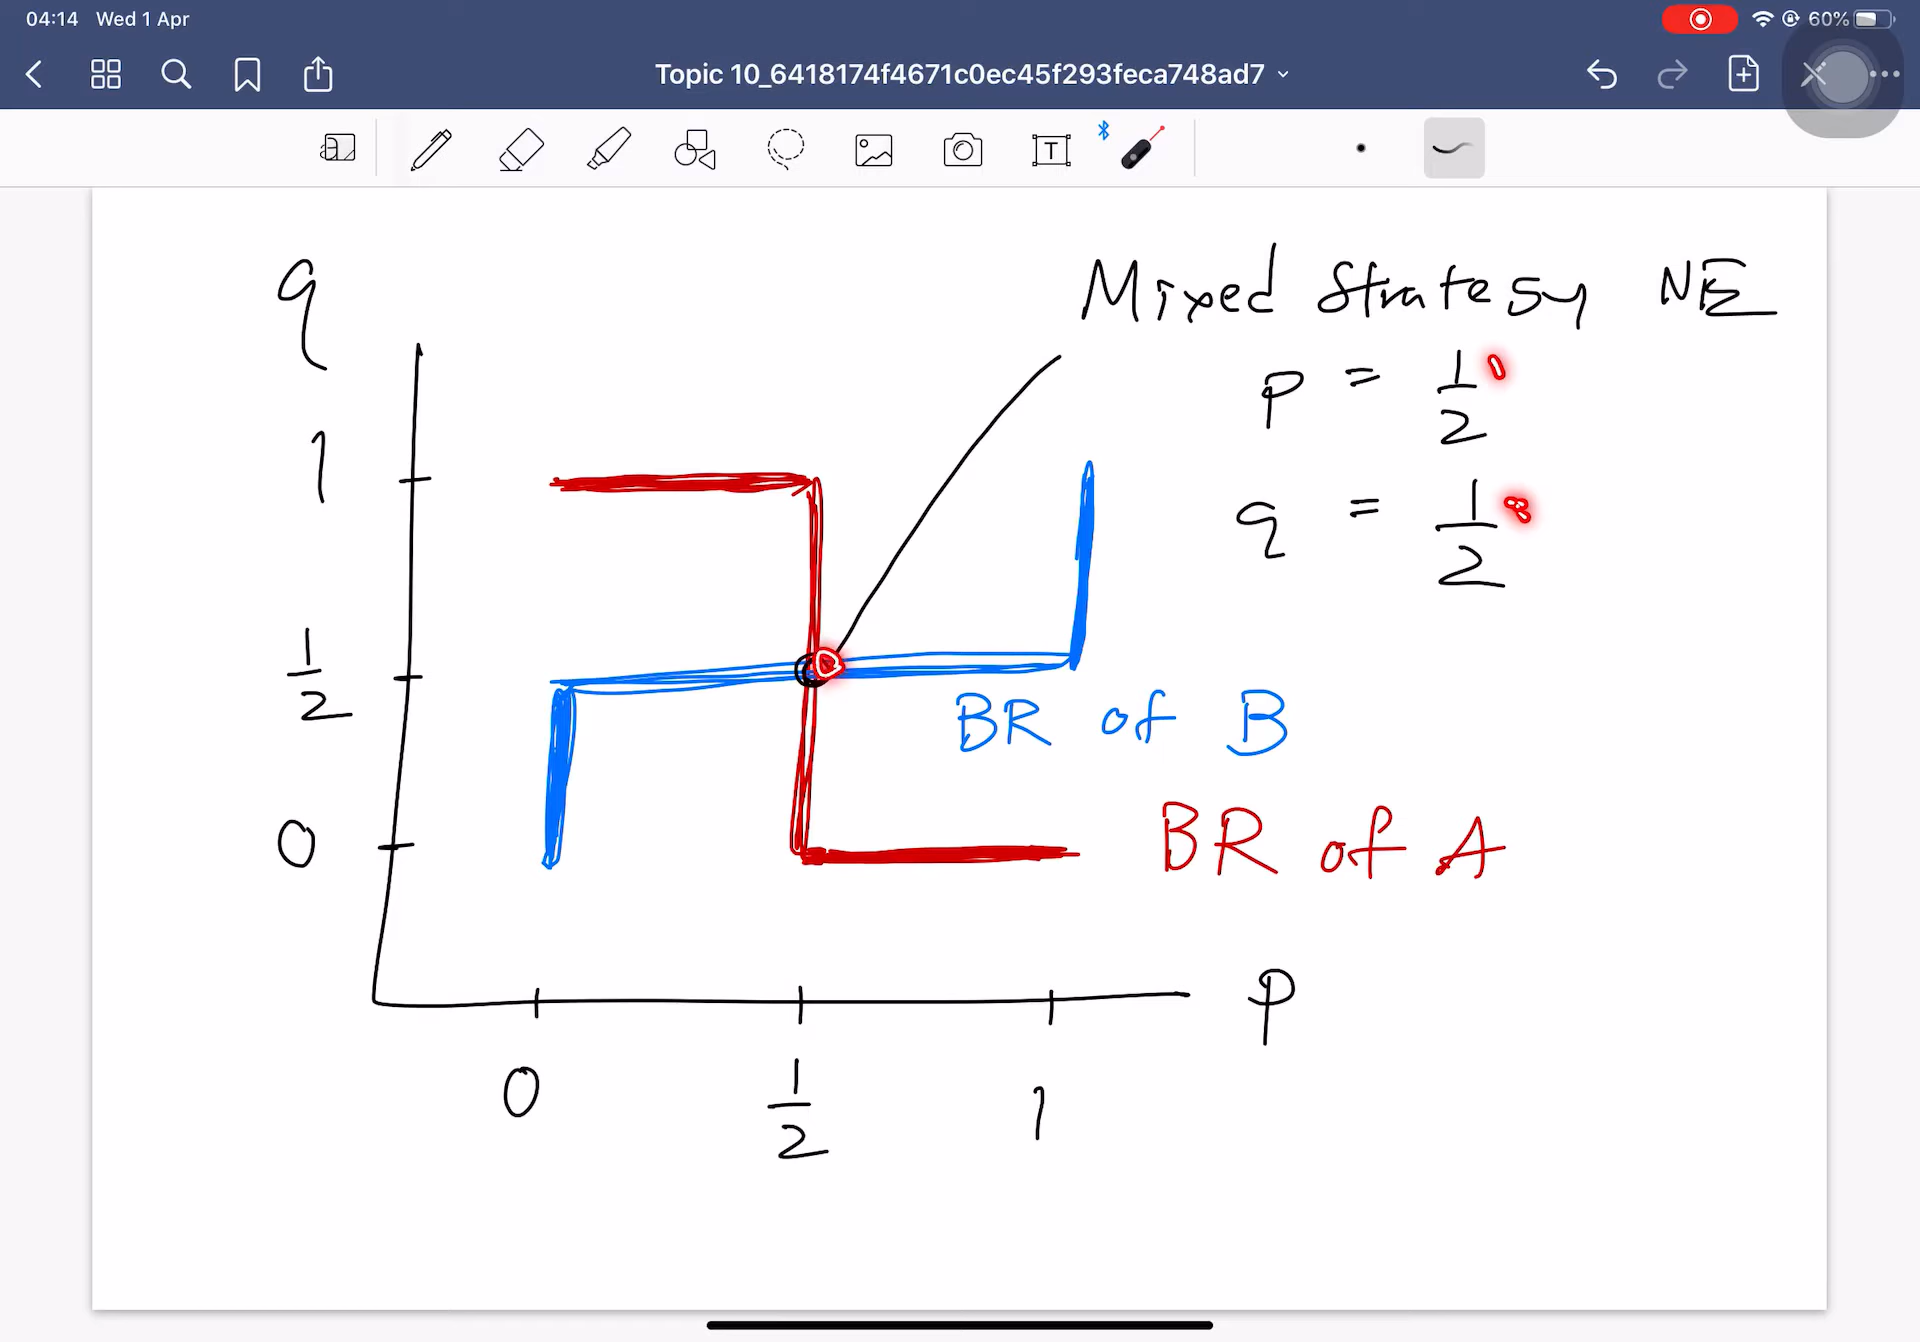 04:14 Wed 1 Apr
60%
Topic 10_6418174f4671c0ec45f293feca748ad7
T
q
Mixed Strategy NE
p = 1/2
q = 1/2
1
1/2
0
BR of B
BR of A
p
0 1/2 1